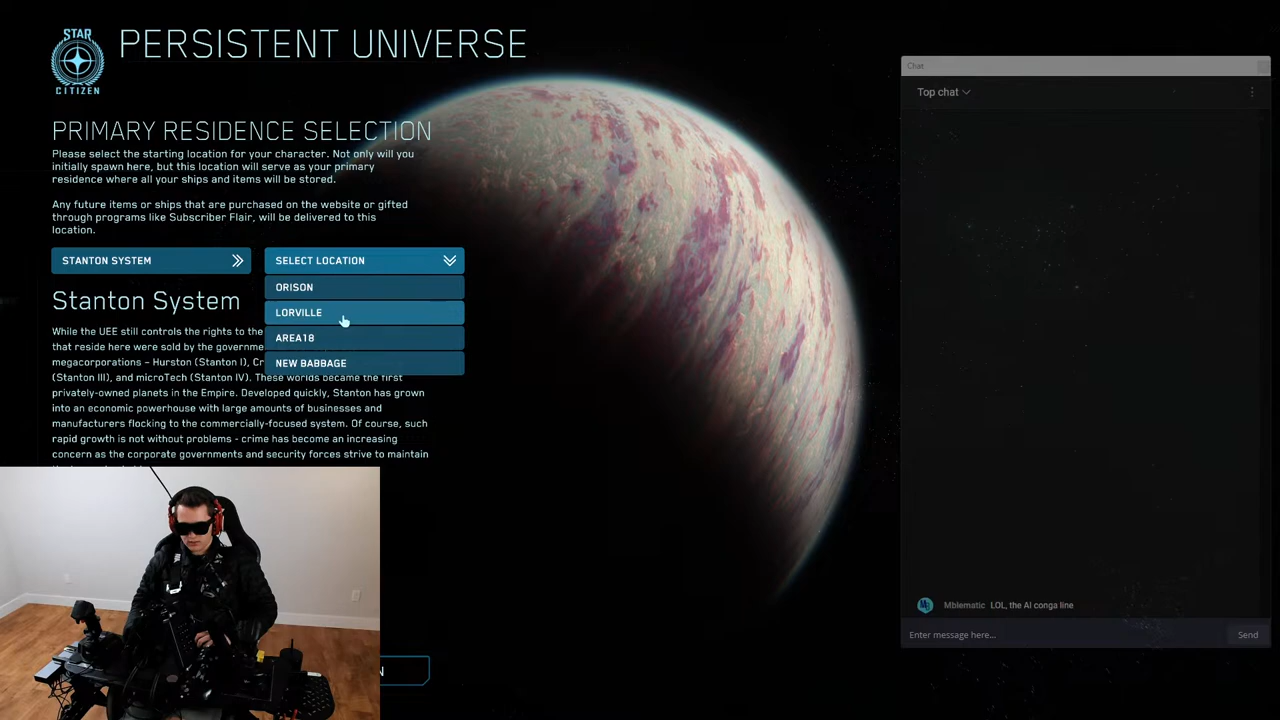 STAR
CITIZEN
PERSISTENT UNIVERSE
PRIMARY RESIDENCE SELECTION
Please select the starting location for your character. Not only will you
initially spawn here, but this location will serve as your primary
residence where all your ships and items will be stored.
Any future items or ships that are purchased on the website or gifted
through programs like Subscriber Flair, will be delivered to this
location.
STANTON SYSTEM
SELECT LOCATION
ORISON
LORVILLE
AREA18
NEW BABBAGE
Stanton System
While the UEE still controls the rights to the
that reside here were sold by the governme
megacorporations – Hurston (Stanton I), Cr
(Stanton III), and microTech (Stanton IV). These worlds became the first
privately-owned planets in the Empire. Developed quickly, Stanton has grown
into an economic powerhouse with large amounts of businesses and
manufacturers flocking to the commercially-focused system. Of course, such
rapid growth is not without problems - crime has become an increasing
concern as the corporate governments and security forces strive to maintain
N
Chat
Top chat
Mblematic LOL, the AI conga line
Enter message here...
Send